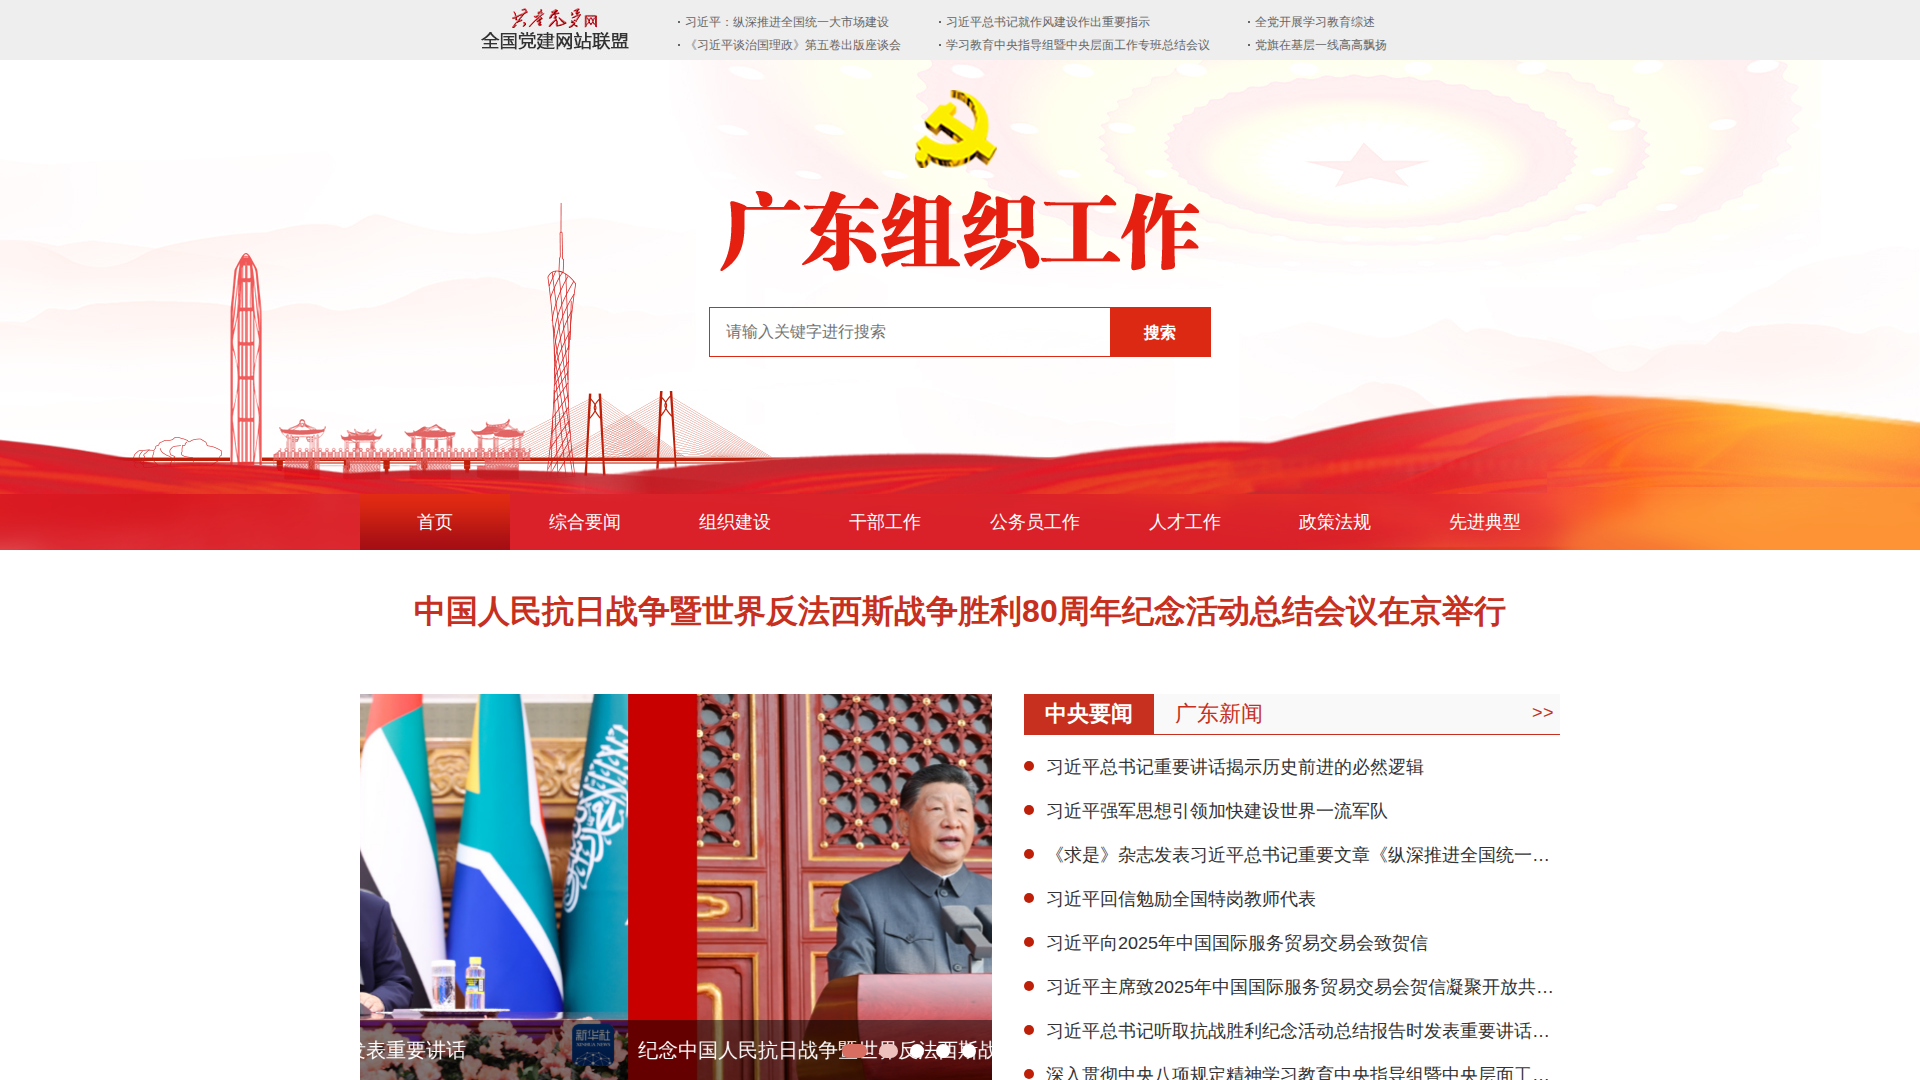 共产党员网
全国党建网站联盟
· 习近平：纵深推进全国统一大市场建设
· 习近平总书记就作风建设作出重要指示
· 全党开展学习教育综述
· 《习近平谈治国理政》第五卷出版座谈会
· 学习教育中央指导组暨中央层面工作专班总结会议
· 党旗在基层一线高高飘扬
广东组织工作
请输入关键字进行搜索
搜索
首页
综合要闻
组织建设
干部工作
公务员工作
人才工作
政策法规
先进典型
中国人民抗日战争暨世界反法西斯战争胜利80周年纪念活动总结会议在京举行
新华社
XINHUA NEWS
发表重要讲话
纪念中国人民抗日战争暨世界反法西斯战
中央要闻
广东新闻
>>
习近平总书记重要讲话揭示历史前进的必然逻辑
习近平强军思想引领加快建设世界一流军队
《求是》杂志发表习近平总书记重要文章《纵深推进全国统一…
习近平回信勉励全国特岗教师代表
习近平向2025年中国国际服务贸易交易会致贺信
习近平主席致2025年中国国际服务贸易交易会贺信凝聚开放共…
习近平总书记听取抗战胜利纪念活动总结报告时发表重要讲话…
深入贯彻中央八项规定精神学习教育中央指导组暨中央层面工…